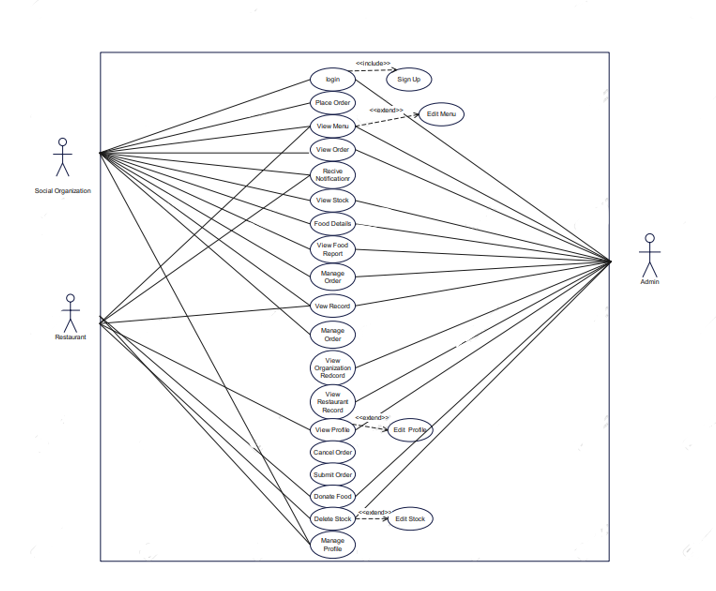 <<include>>
login
Sign Up
Place Order
<<extend>>
Edit Menu
View Menu
View Order
Recive
Notificationr
Social Organization
View Stock
Food Details
View Food
Report
Manage
Order
Admin
Vew Record
Restaurant
Manage
Order
View
Organization
Redcord
View
Restaurant
Record
<<extend>>
View Profile
Edit Profile
Cancel Order
Submit Order
Donate Food
Delete Stock
<<extend>>
Edit Stock
Manage
Profile